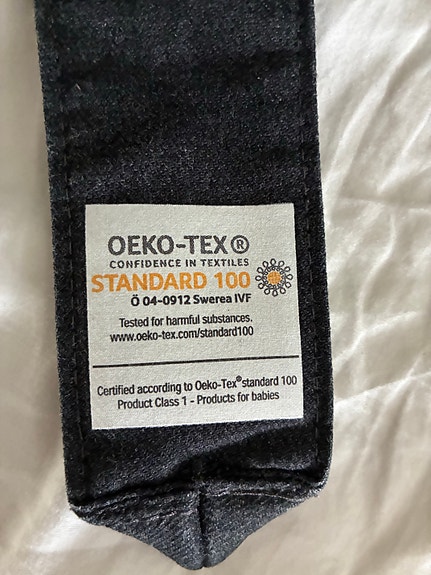 OEKO-TEX®
CONFIDENCE IN TEXTILES
STANDARD 100
Ö 04-0912 Swerea IVF
Tested for harmful substances.
www.oeko-tex.com/standard100
Certified according to Oeko-Tex®standard 100
Product Class 1 - Products for babies